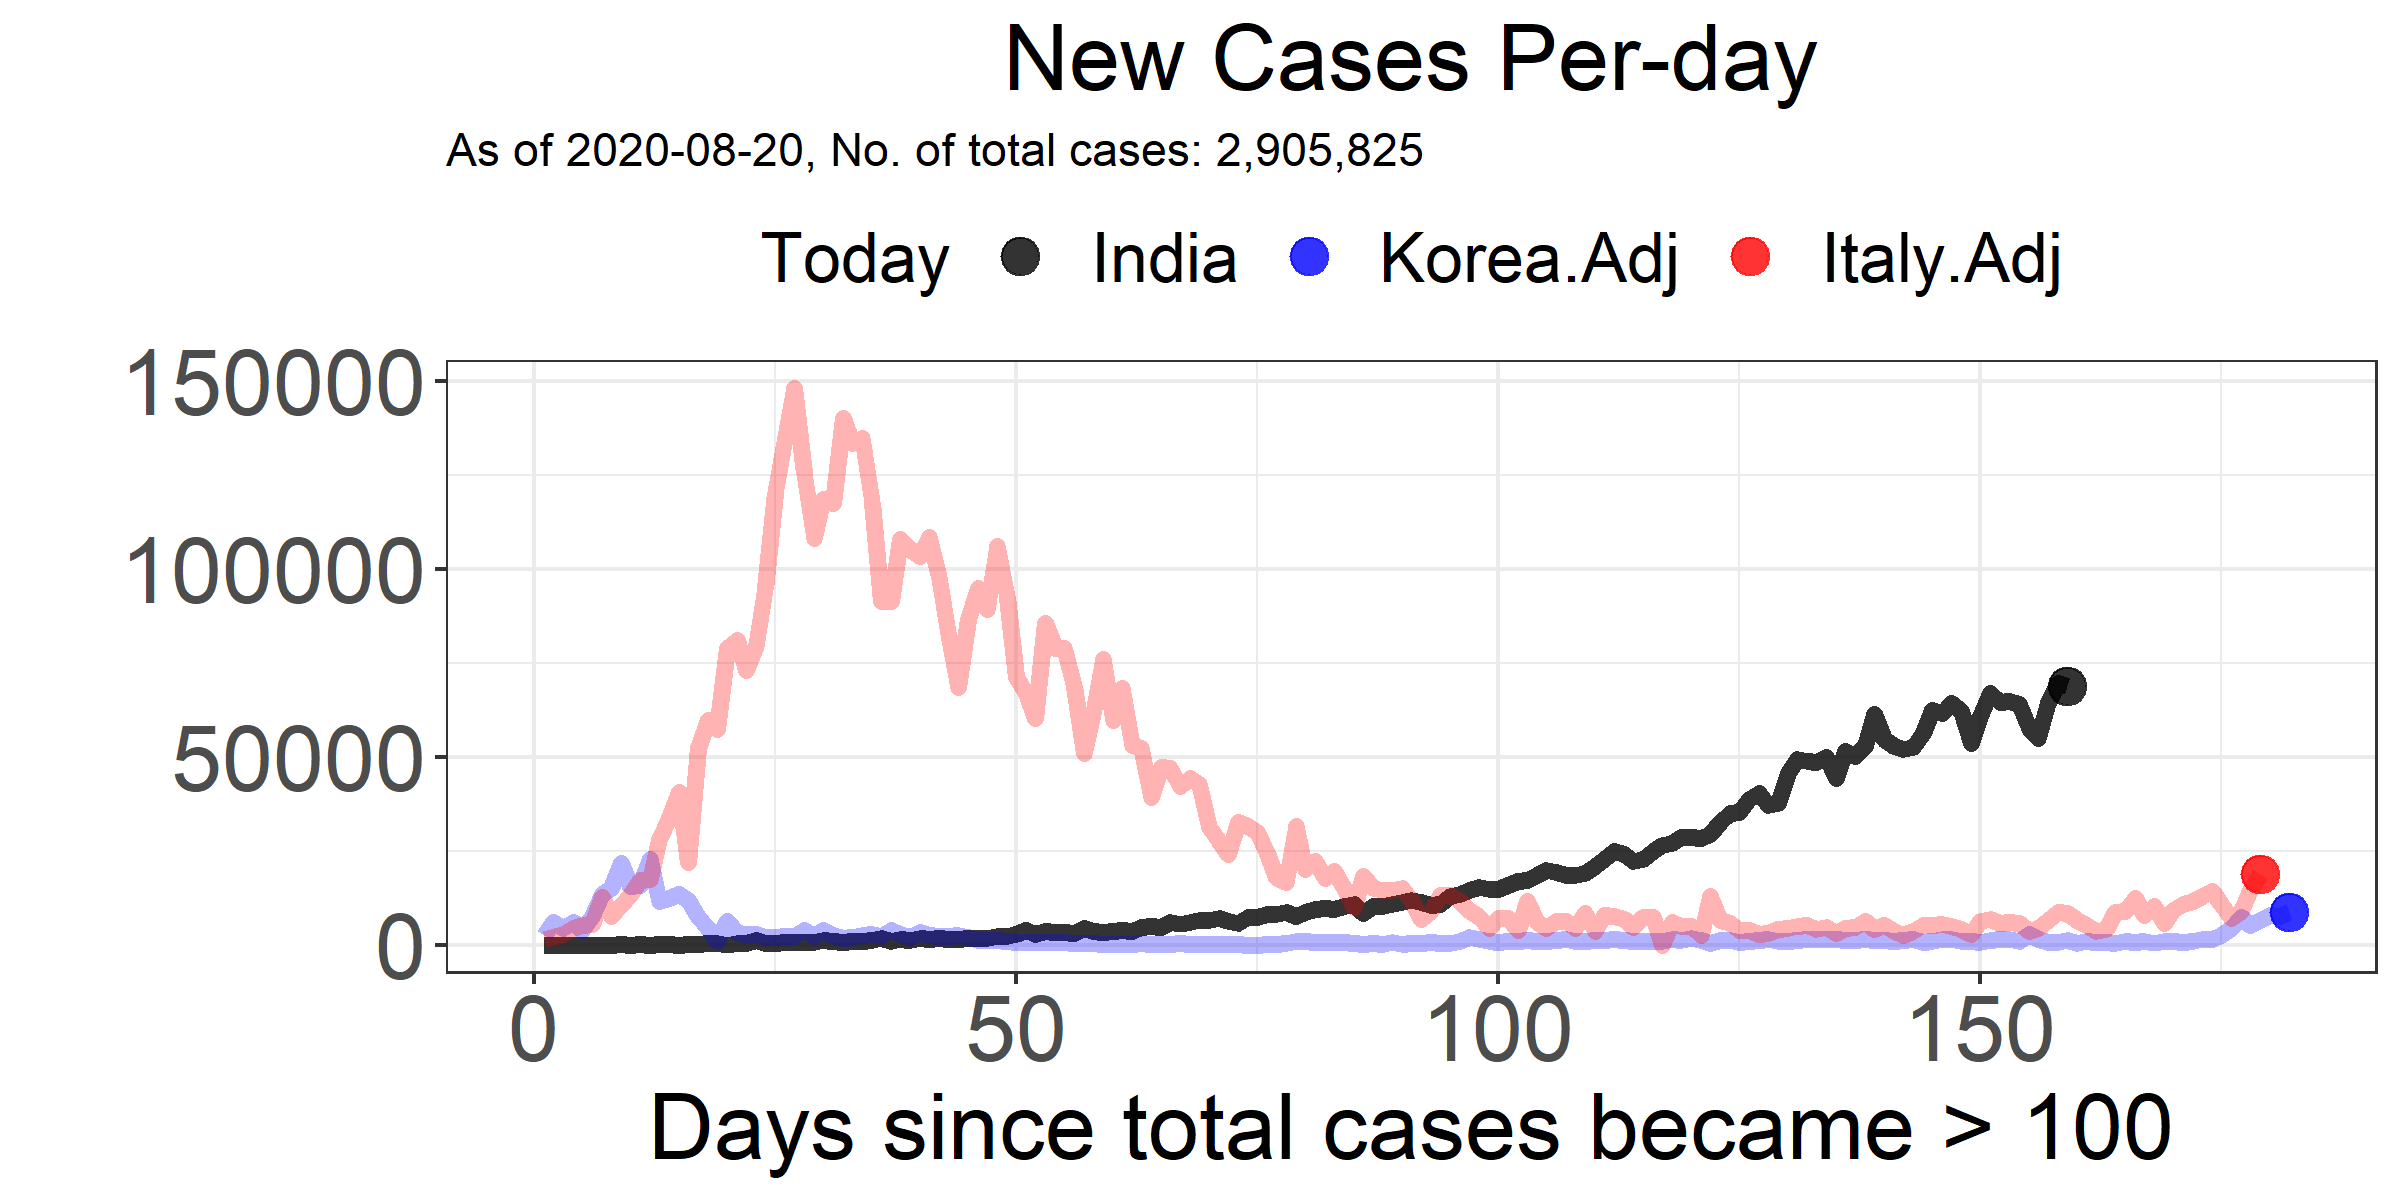 New Cases Per-day
As of 2020-08-20, No. of total cases: 2,905,825
Today India Korea.Adj Italy.Adj
150000
100000
50000
0
0 50 100 150
Days since total cases became > 100